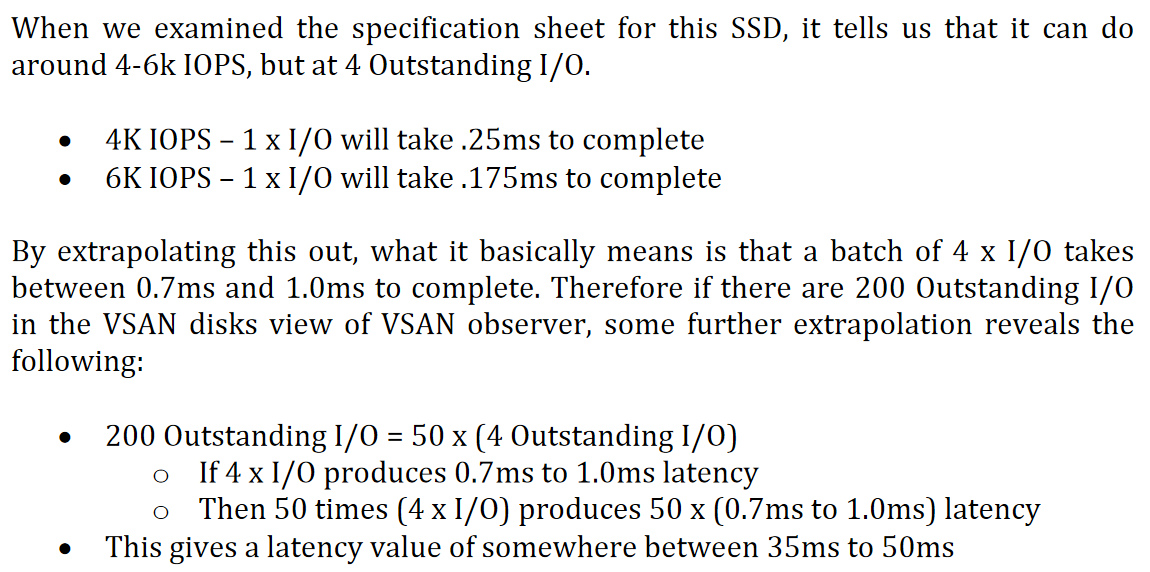 When we examined the specification sheet for this SSD, it tells us that it can do
around 4-6k IOPS, but at 4 Outstanding I/O.
• 4K IOPS – 1 x I/O will take .25ms to complete
• 6K IOPS – 1 x I/O will take .175ms to complete
By extrapolating this out, what it basically means is that a batch of 4 x I/O takes
between 0.7ms and 1.0ms to complete. Therefore if there are 200 Outstanding I/O
in the VSAN disks view of VSAN observer, some further extrapolation reveals the
following:
• 200 Outstanding I/O = 50 x (4 Outstanding I/O)
o If 4 x I/O produces 0.7ms to 1.0ms latency
o Then 50 times (4 x I/O) produces 50 x (0.7ms to 1.0ms) latency
• This gives a latency value of somewhere between 35ms to 50ms